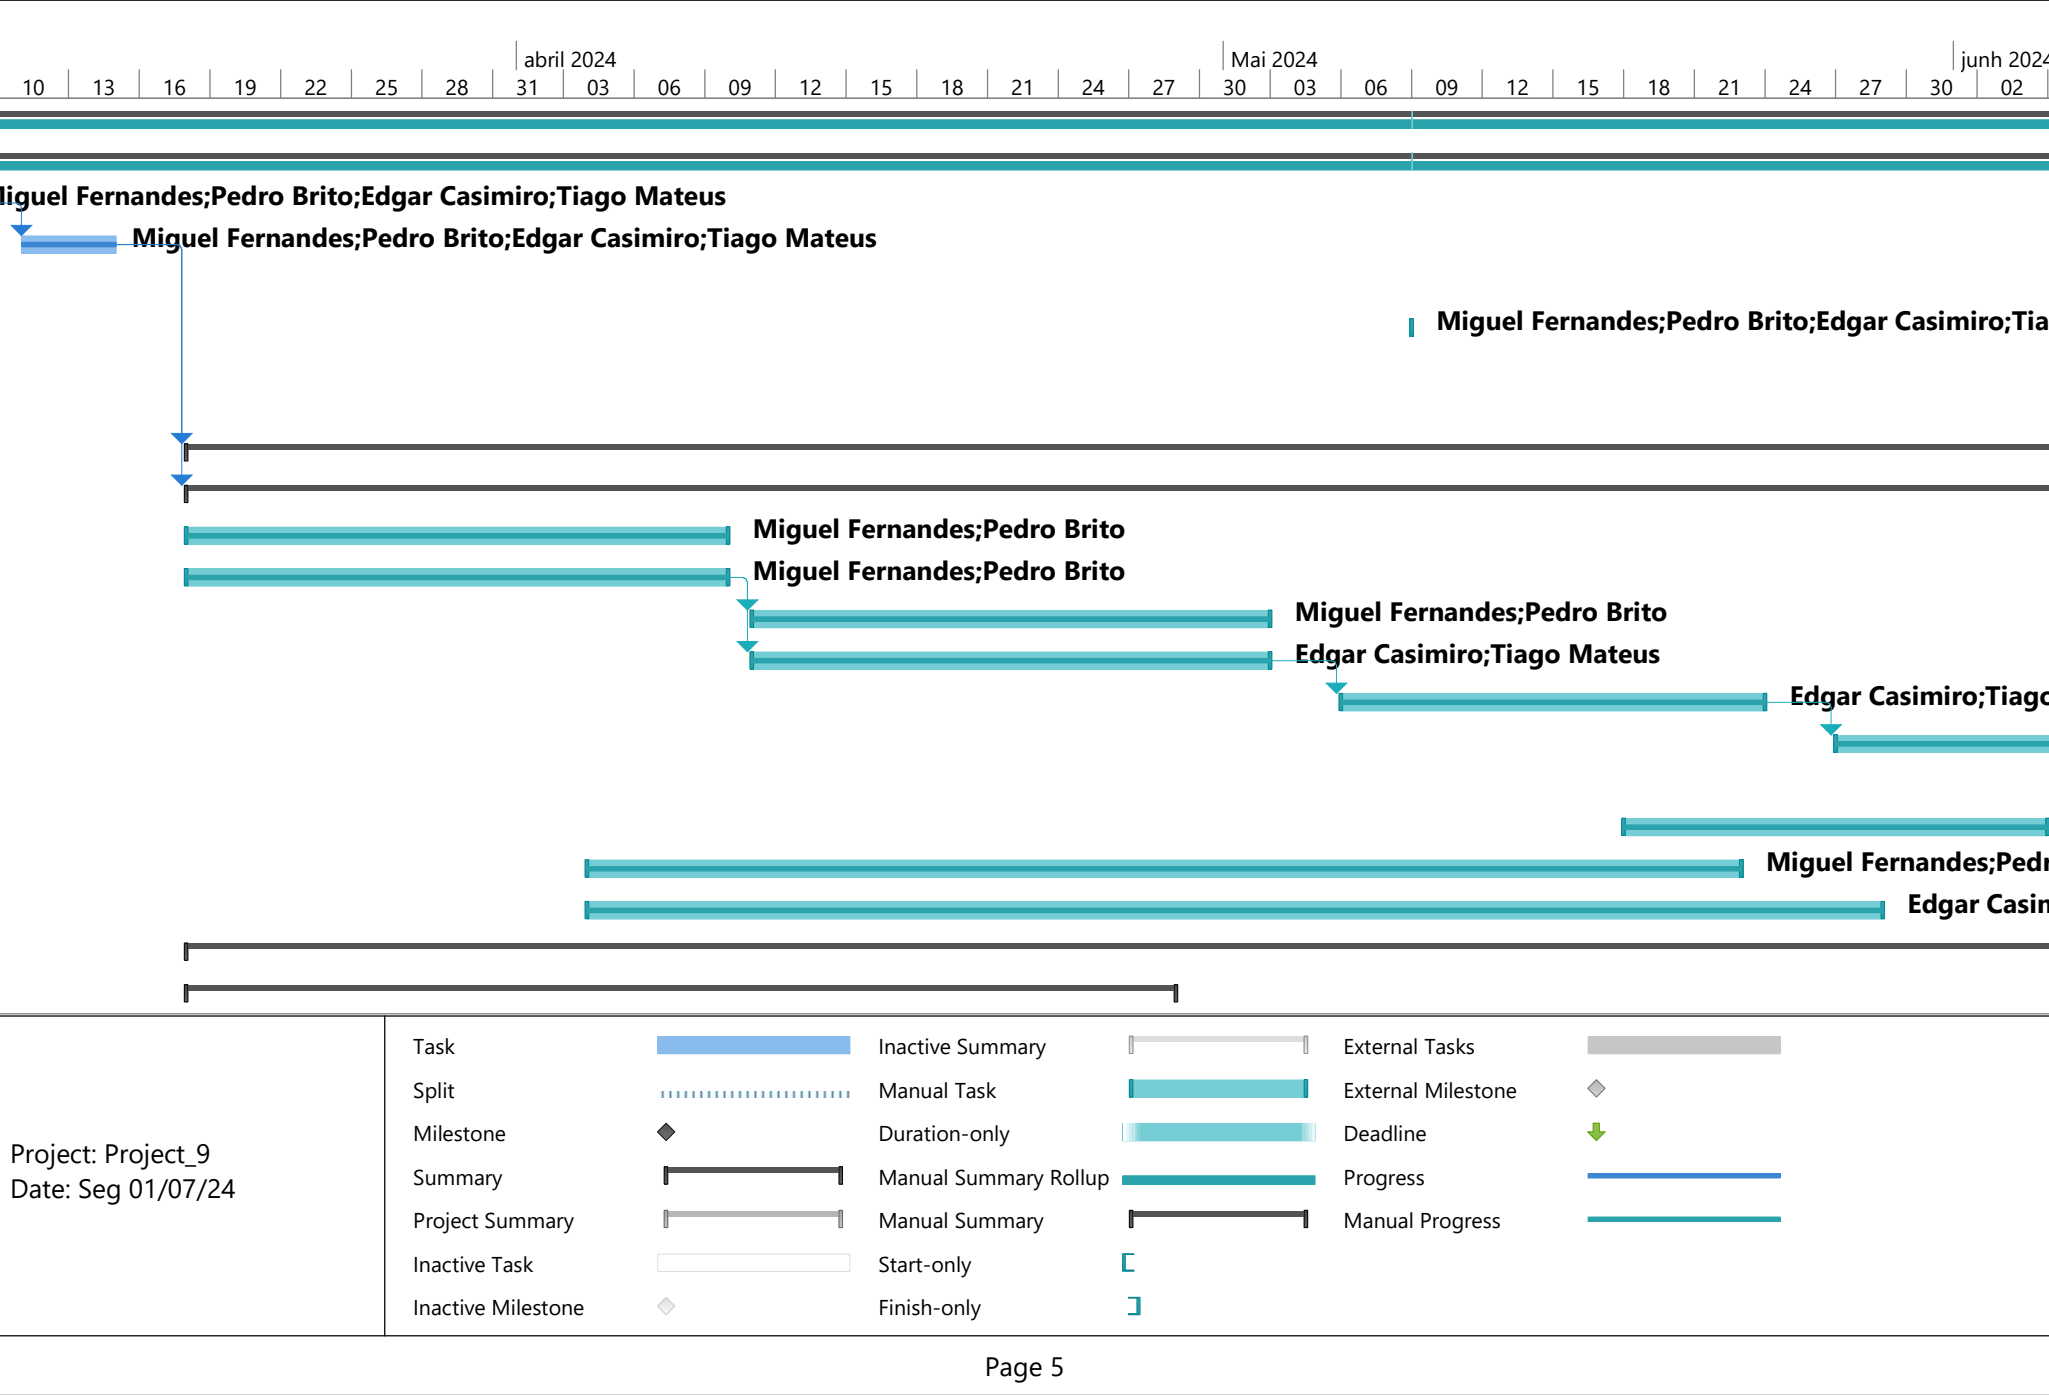 abril 2024 Mai 2024 junh 2024
10 13 16 19 22 25 28 31 03 06 09 12 15 18 21 24 27 30 03 06 09 12 15 18 21 24 27 30 02
Miguel Fernandes;Pedro Brito;Edgar Casimiro;Tiago Mateus
Miguel Fernandes;Pedro Brito;Edgar Casimiro;Tiago Mateus
Miguel Fernandes;Pedro Brito;Edgar Casimiro;Tia
Miguel Fernandes;Pedro Brito
Miguel Fernandes;Pedro Brito
Miguel Fernandes;Pedro Brito
Edgar Casimiro;Tiago Mateus
Edgar Casimiro;Tiago
Miguel Fernandes;Pedr
Edgar Casim
Project: Project_9
Date: Seg 01/07/24
Task
Split
Milestone
Summary
Project Summary
Inactive Task
Inactive Milestone
Inactive Summary
Manual Task
Duration-only
Manual Summary Rollup
Manual Summary
Start-only
Finish-only
External Tasks
External Milestone
Deadline
Progress
Manual Progress
Page 5